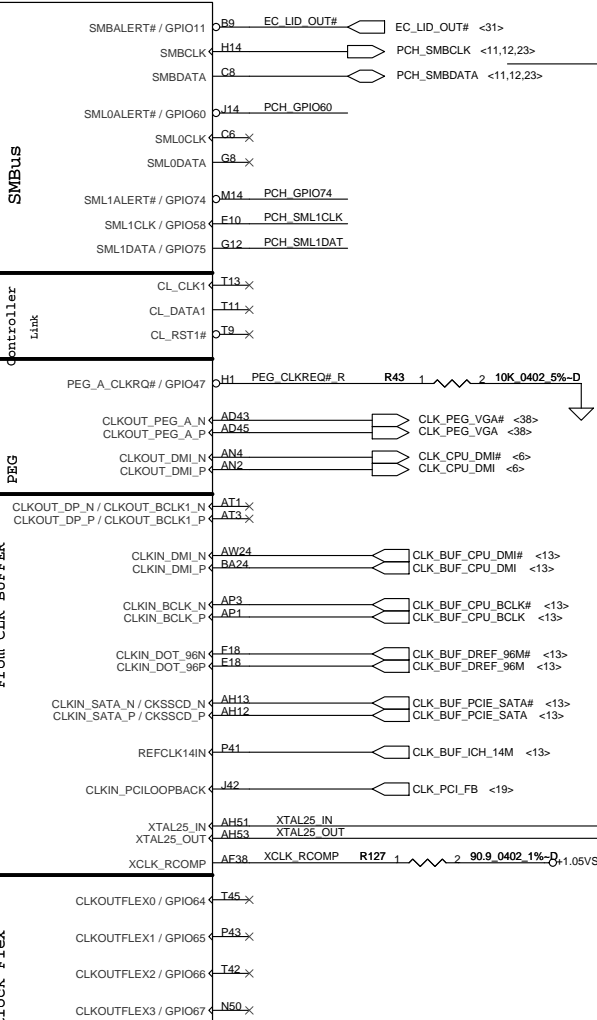 SMBus
SMBALERT# / GPIO11 B9 EC_LID_OUT# EC_LID_OUT# <31>
SMBCLK H14 PCH_SMBCLK <11,12,23>
SMBDATA C8 PCH_SMBDATA <11,12,23>
SML0ALERT# / GPIO60 J14 PCH_GPIO60
SML0CLK C6
SML0DATA G8
SML1ALERT# / GPIO74 M14 PCH_GPIO74
SML1CLK / GPIO58 E10 PCH_SML1CLK
SML1DATA / GPIO75 G12 PCH_SML1DAT
Controller
Link
CL_CLK1 T13
CL_DATA1 T11
CL_RST1# T9
PEG
PEG_A_CLKRQ# / GPIO47 H1 PEG_CLKREQ#_R R43 1 2 10K_0402_5%~D
CLKOUT_PEG_A_N AD43 CLK_PEG_VGA# <38>
CLKOUT_PEG_A_P AD45 CLK_PEG_VGA <38>
CLKOUT_DMI_N AN4 CLK_CPU_DMI# <6>
CLKOUT_DMI_P AN2 CLK_CPU_DMI <6>
From CLK BUFFER
CLKOUT_DP_N / CLKOUT_BCLK1_N AT1
CLKOUT_DP_P / CLKOUT_BCLK1_P AT3
CLKIN_DMI_N AW24 CLK_BUF_CPU_DMI# <13>
CLKIN_DMI_P BA24 CLK_BUF_CPU_DMI <13>
CLKIN_BCLK_N AP3 CLK_BUF_CPU_BCLK# <13>
CLKIN_BCLK_P AP1 CLK_BUF_CPU_BCLK <13>
CLKIN_DOT_96N F18 CLK_BUF_DREF_96M# <13>
CLKIN_DOT_96P E18 CLK_BUF_DREF_96M <13>
CLKIN_SATA_N / CKSSCD_N AH13 CLK_BUF_PCIE_SATA# <13>
CLKIN_SATA_P / CKSSCD_P AH12 CLK_BUF_PCIE_SATA <13>
REFCLK14IN P41 CLK_BUF_ICH_14M <13>
CLKIN_PCILOOPBACK J42 CLK_PCI_FB <19>
XTAL25_IN AH51 XTAL25_IN
XTAL25_OUT AH53 XTAL25_OUT
XCLK_RCOMP AF38 XCLK_RCOMP R127 1 2 90.9_0402_1%~D +1.05VS
Clock Flex
CLKOUTFLEX0 / GPIO64 T45
CLKOUTFLEX1 / GPIO65 P43
CLKOUTFLEX2 / GPIO66 T42
CLKOUTFLEX3 / GPIO67 N50